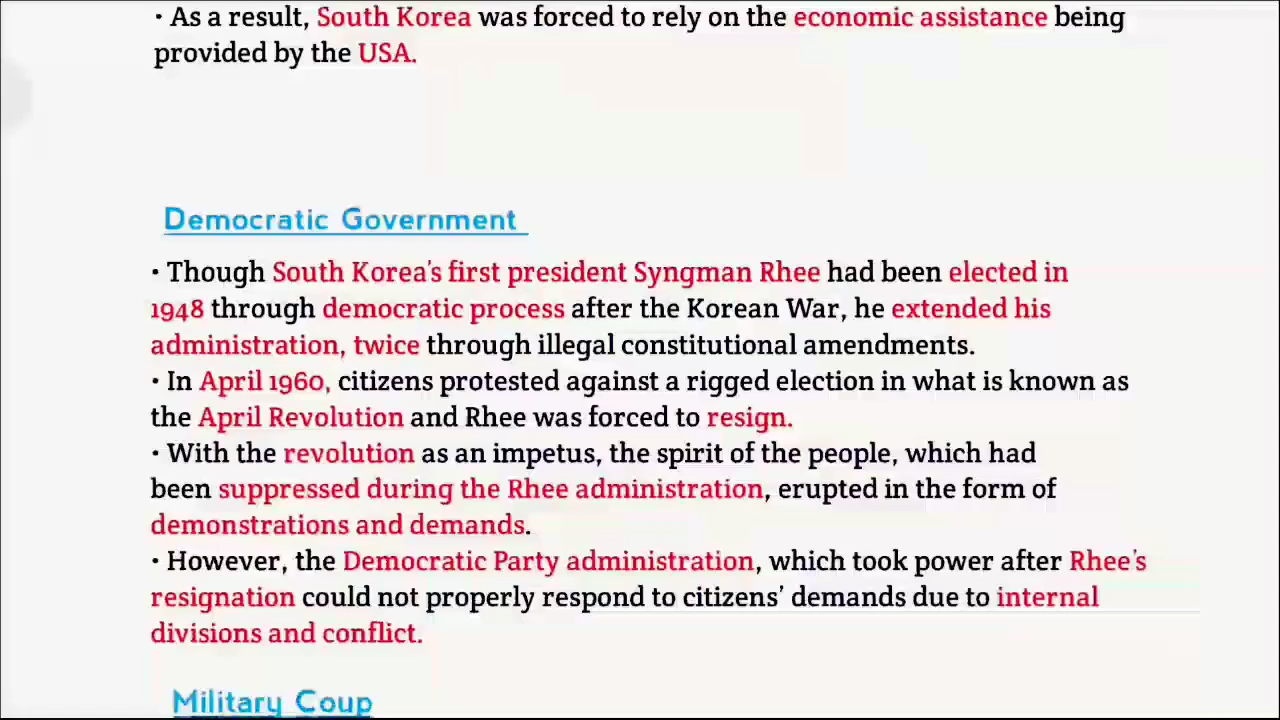 • As a result, South Korea was forced to rely on the economic assistance being
provided by the USA.
Democratic Government
• Though South Korea's first president Syngman Rhee had been elected in
1948 through democratic process after the Korean War, he extended his
administration, twice through illegal constitutional amendments.
• In April 1960, citizens protested against a rigged election in what is known as
the April Revolution and Rhee was forced to resign.
• With the revolution as an impetus, the spirit of the people, which had
been suppressed during the Rhee administration, erupted in the form of
demonstrations and demands.
• However, the Democratic Party administration, which took power after Rhee's
resignation could not properly respond to citizens' demands due to internal
divisions and conflict.
Military Coup